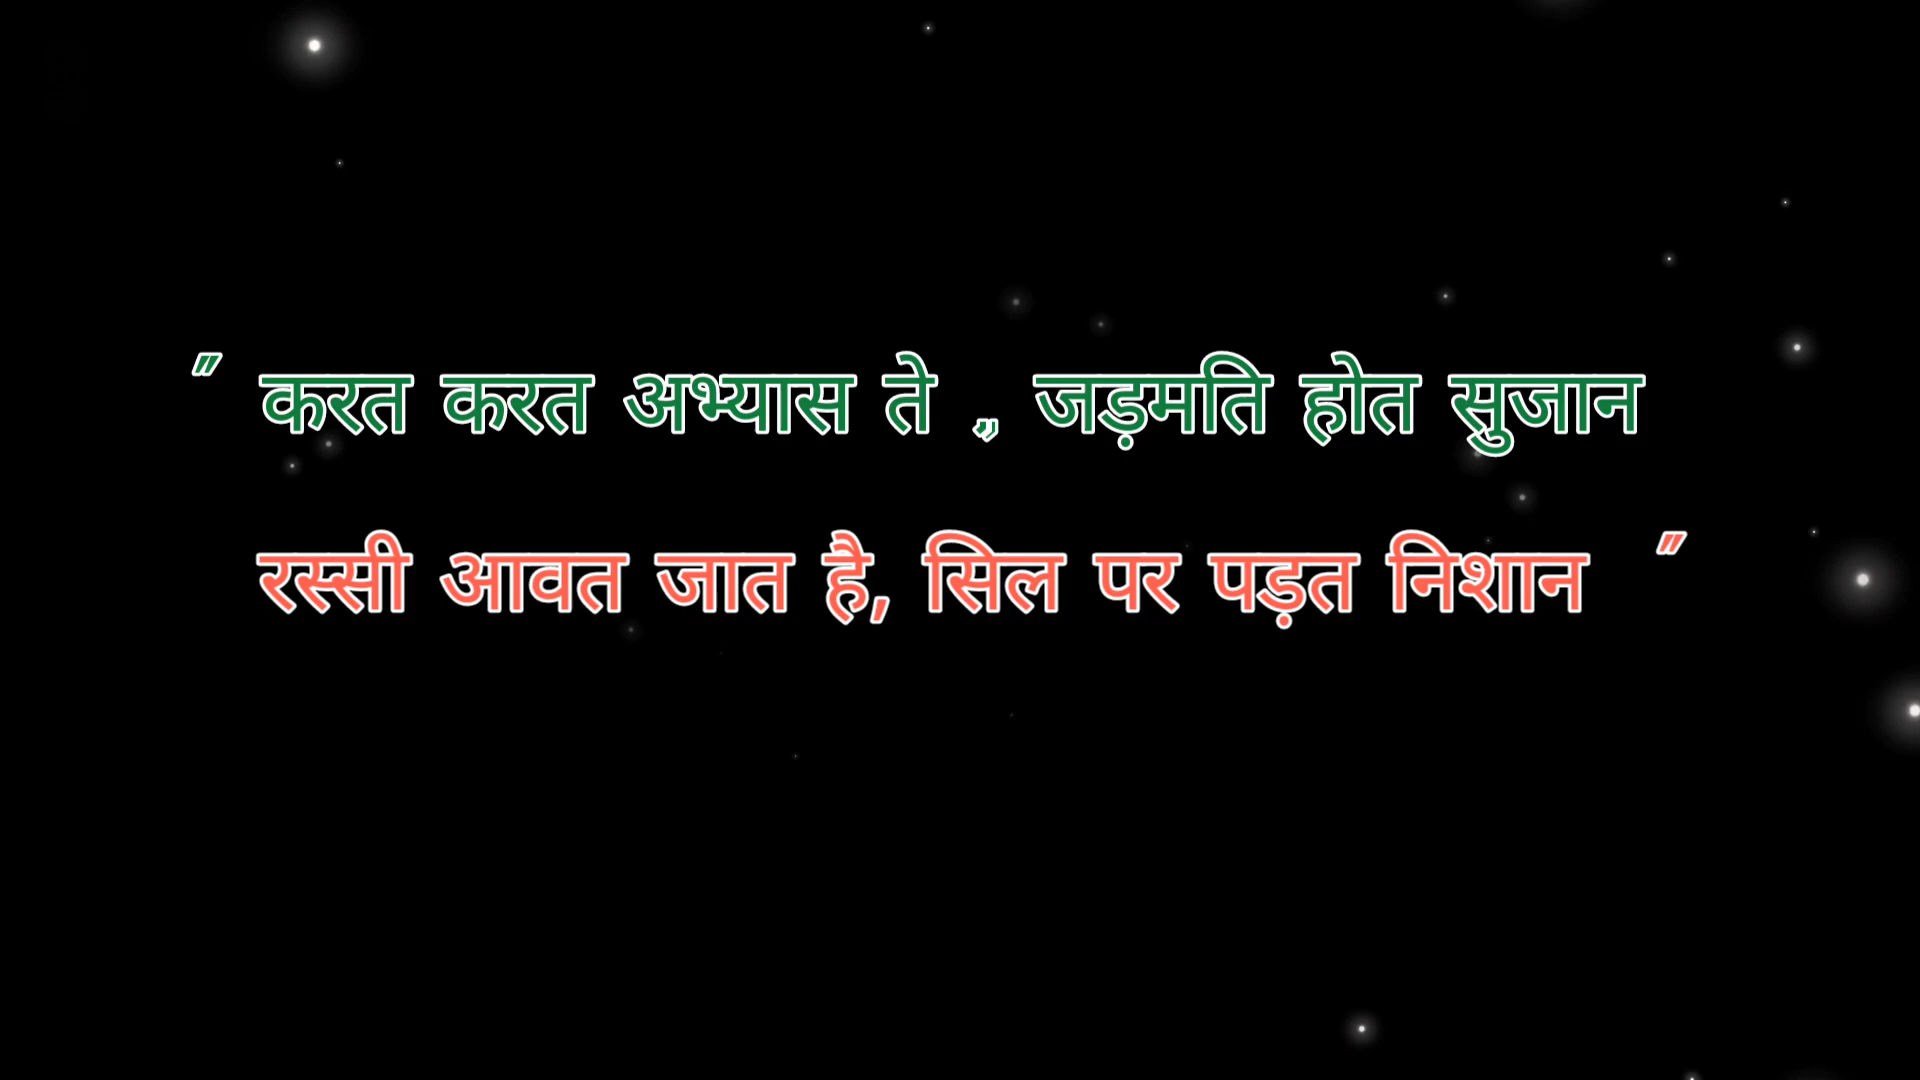 " करत करत अभ्यास ते ,, जड़मति होत सुजान
रस्सी आवत जात है, सिल पर पड़त निशान "